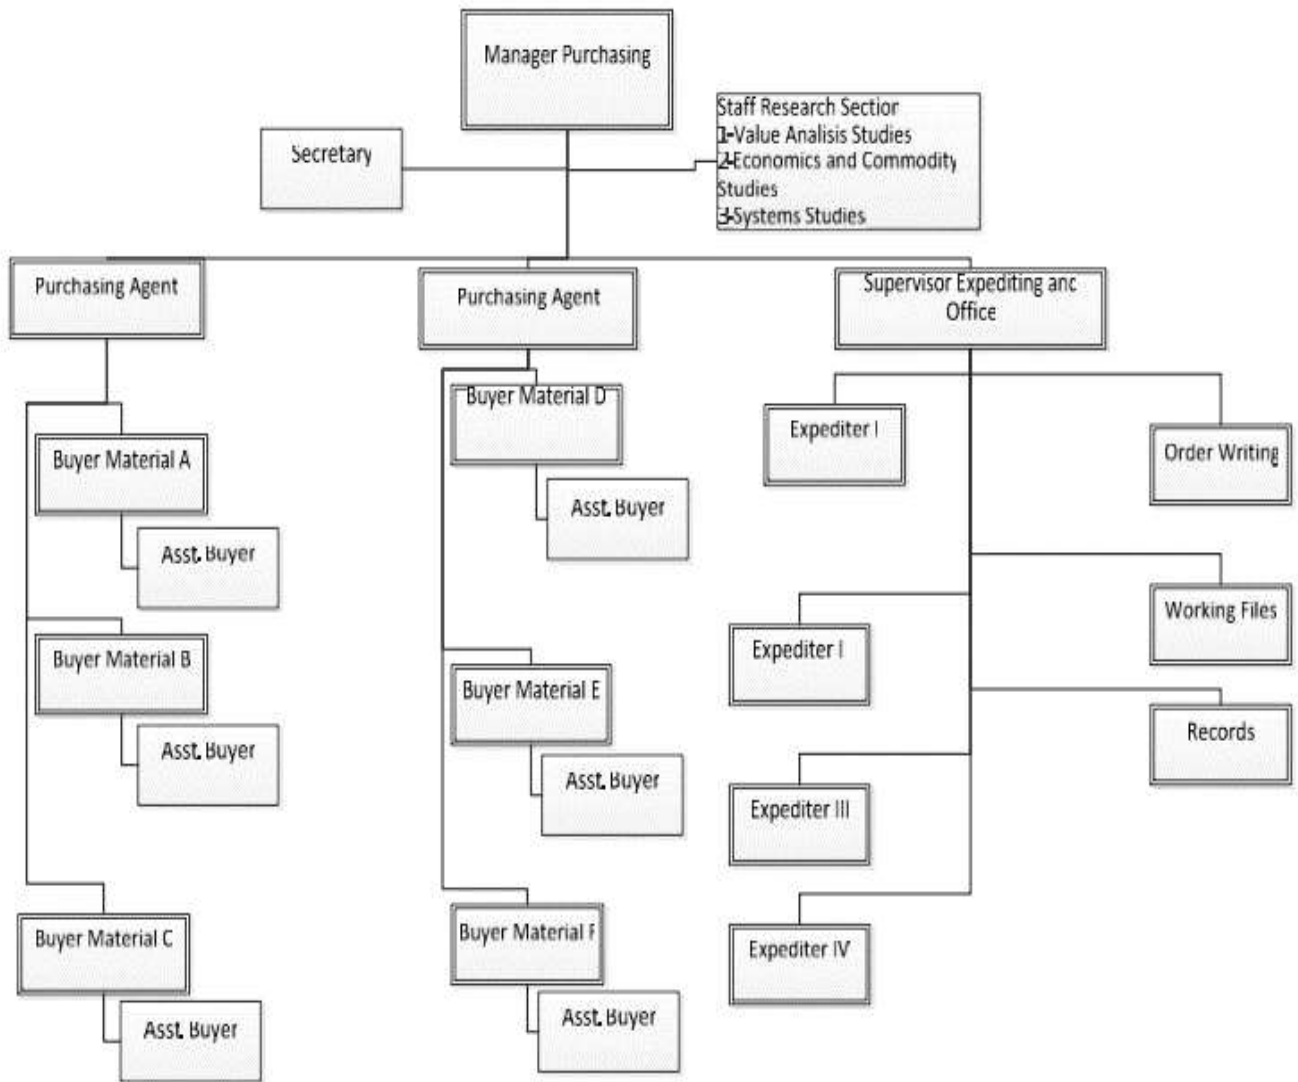 Manager Purchasing
Secretary
Staff Research Section
1-Value Analisis Studies
2-Economics and Commodity
Studies
3-Systems Studies
Purchasing Agent
Purchasing Agent
Supervisor Expediting and
Office
Buyer Material A
Asst. Buyer
Buyer Material B
Asst. Buyer
Buyer Material C
Asst. Buyer
Buyer Material D
Asst. Buyer
Buyer Material E
Asst. Buyer
Buyer Material F
Asst. Buyer
Expediter I
Expediter I
Expediter III
Expediter IV
Order Writing
Working Files
Records